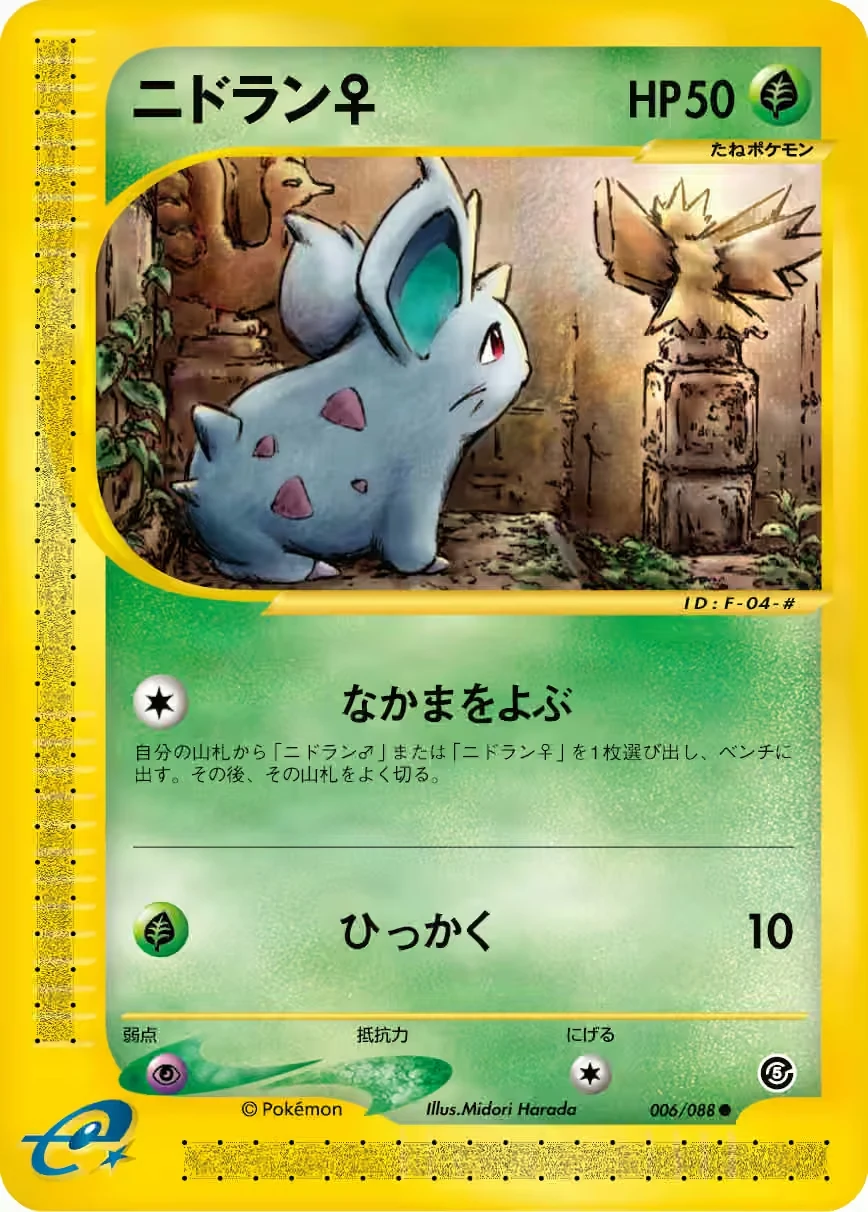 ニドラン♀ HP50
たねポケモン
ID:F-04-#
なかまをよぶ
自分の山札から「ニドラン♂」または「ニドラン♀」を1枚選び出し、ベンチに
出す。その後、その山札をよく切る。
ひっかく 10
弱点 抵抗力 にげる
5
©Pokémon Illus.Midori Harada 006/088●
e